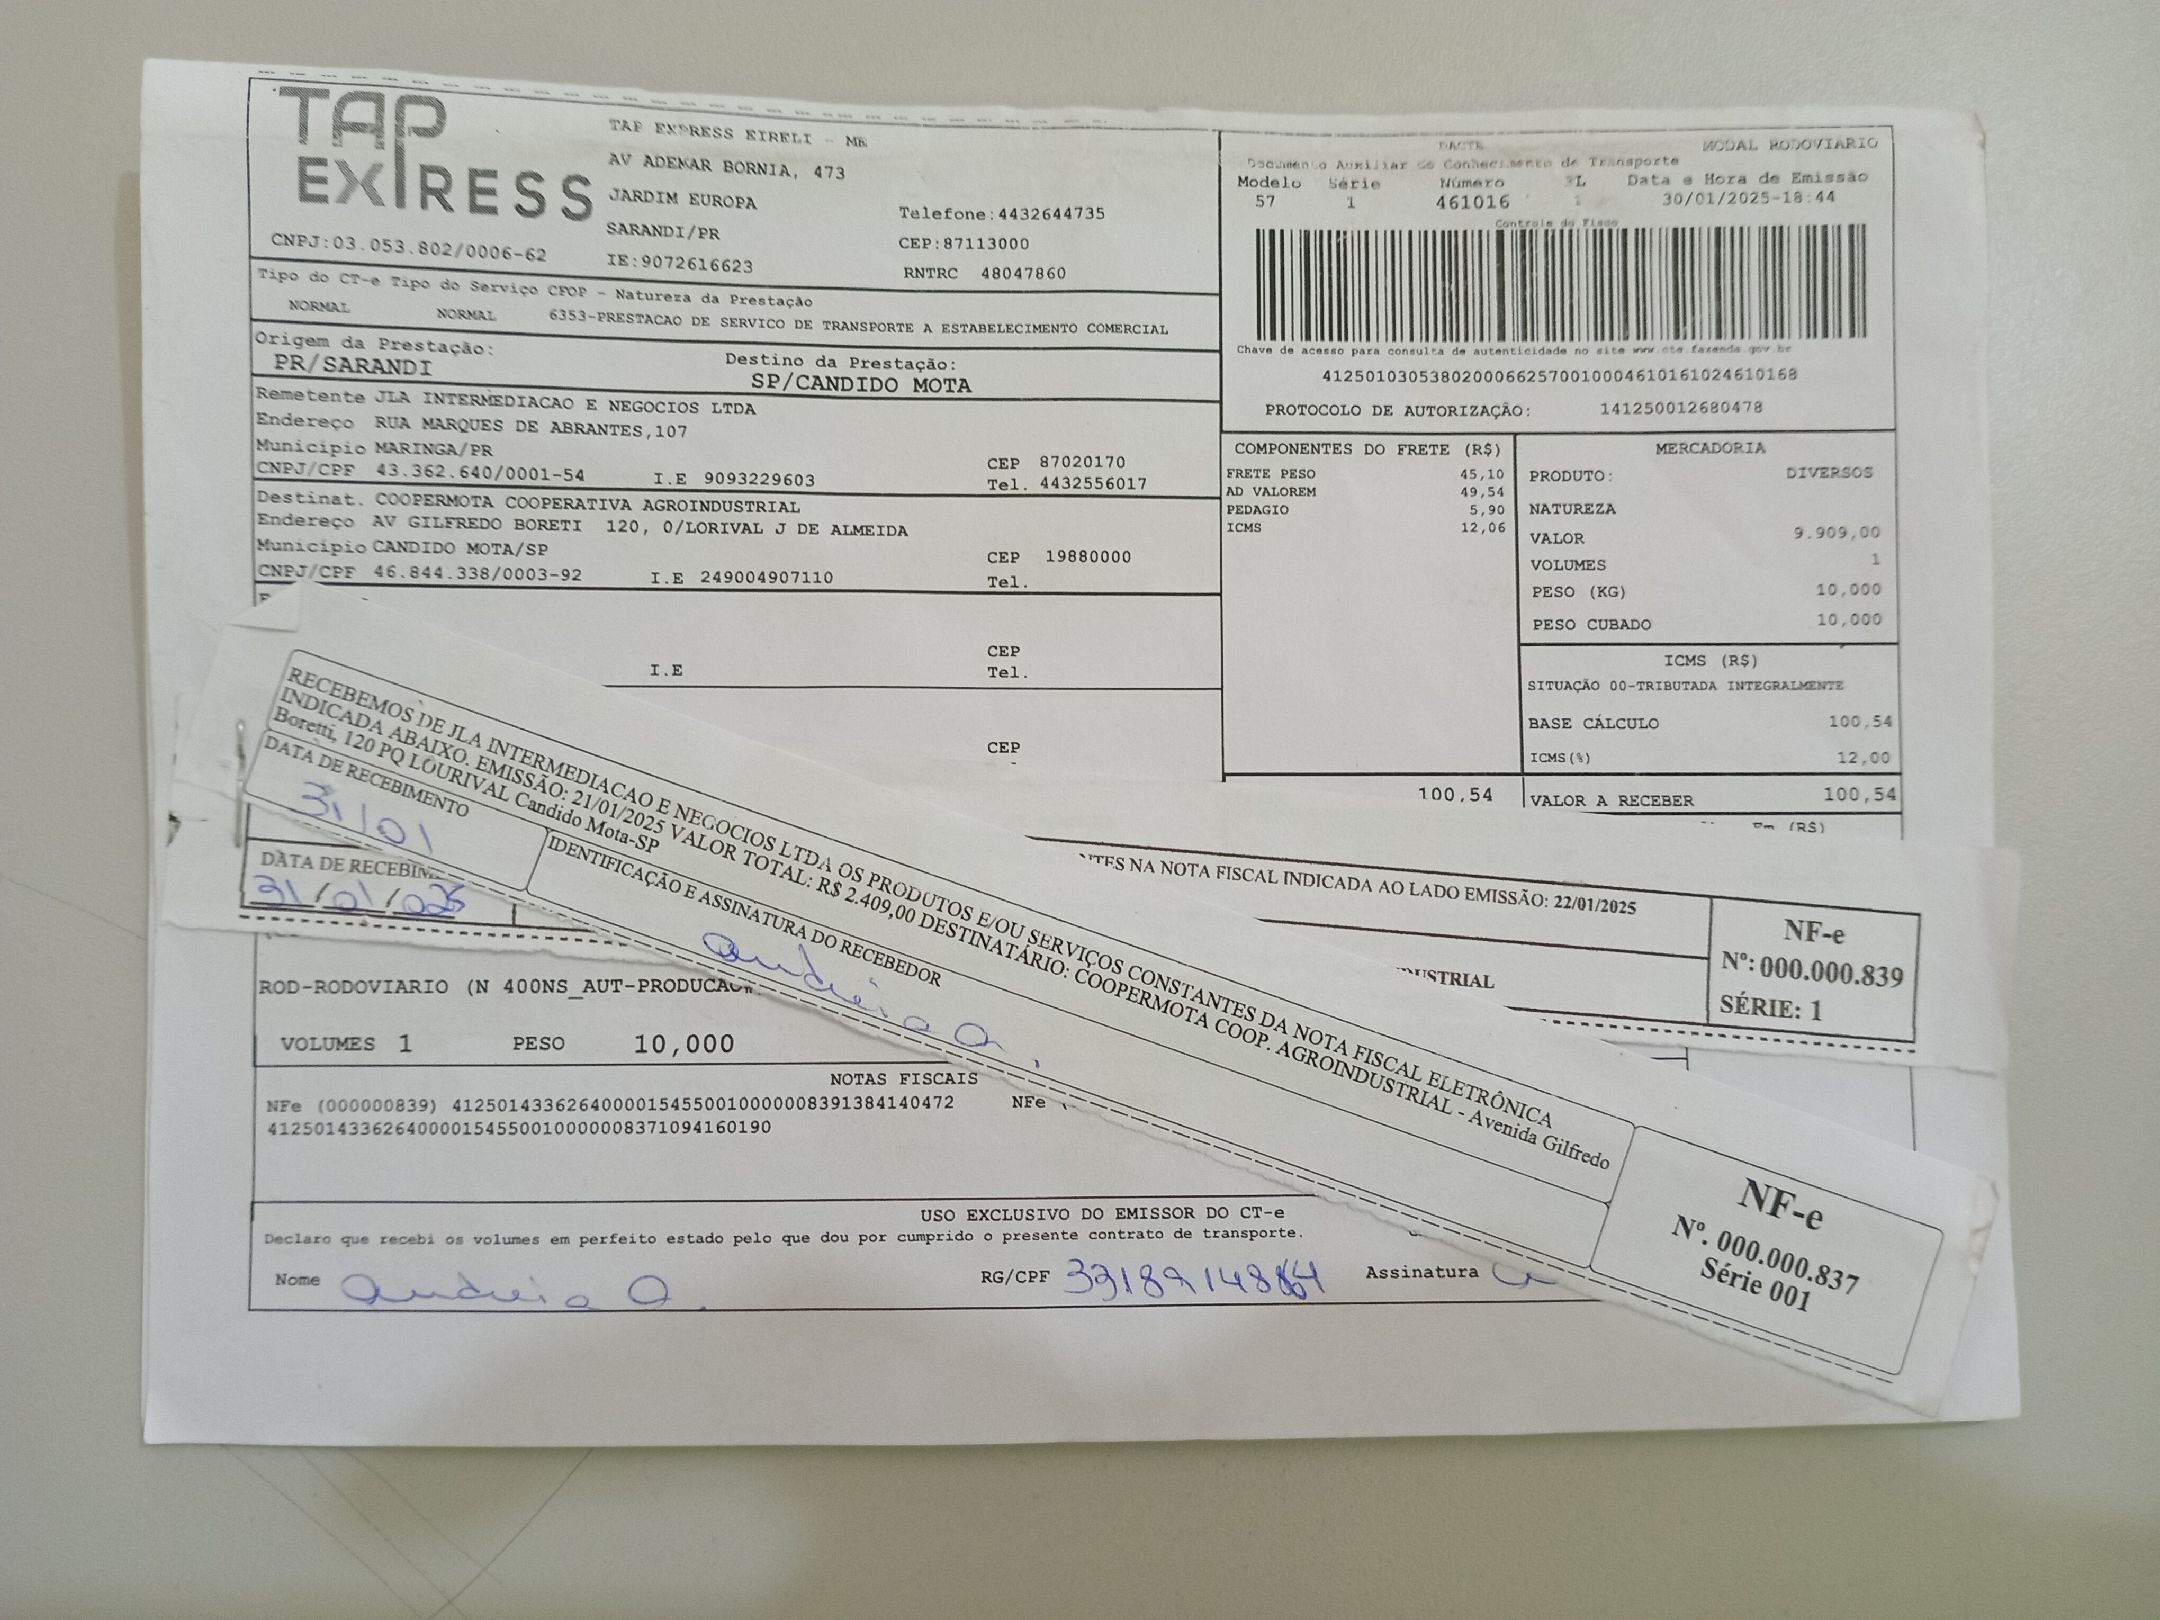 TAP EXPRESS
TAP EXPRESS EIRELI - ME
AV ADEMAR BORNIA, 473
JARDIM EUROPA
SARANDI/PR
IE:9072616623
Telefone:4432644735
CEP:87113000
RNTRC 48047860
CNPJ:03.053.802/0006-62
Tipo do CT-e Tipo do Serviço CFOP - Natureza da Prestação
NORMAL NORMAL 6353-PRESTACAO DE SERVICO DE TRANSPORTE A ESTABELECIMENTO COMERCIAL
Origem da Prestação: Destino da Prestação:
PR/SARANDI SP/CANDIDO MOTA
Remetente JLA INTERMEDIACAO E NEGOCIOS LTDA
Endereço RUA MARQUES DE ABRANTES,107
Município MARINGA/PR CEP 87020170
CNPJ/CPF 43.362.640/0001-54 I.E 9093229603 Tel. 4432556017
Destinat. COOPERMOTA COOPERATIVA AGROINDUSTRIAL
Endereço AV GILFREDO BORETI 120, 0/LORIVAL J DE ALMEIDA
Município CANDIDO MOTA/SP CEP 19880000
CNPJ/CPF 46.844.338/0003-92 I.E 249004907110 Tel.
CEP
I.E Tel.
CEP
DACTE MODAL RODOVIÁRIO
Documento Auxiliar do Conhecimento de Transporte
Modelo Série Número FL Data e Hora de Emissão
57 1 461016 1 30/01/2025-18:44
Controle do Fisco
Chave de acesso para consulta de autenticidade no site www.cte.fazenda.gov.br
41250103053802000662570010004610161024610168
PROTOCOLO DE AUTORIZAÇÃO: 141250012680478
COMPONENTES DO FRETE (R$)
FRETE PESO 45,10
AD VALOREM 49,54
PEDAGIO 5,90
ICMS 12,06
MERCADORIA
PRODUTO: DIVERSOS
NATUREZA
VALOR 9.909,00
VOLUMES 1
PESO (KG) 10,000
PESO CUBADO 10,000
ICMS (R$)
SITUAÇÃO 00-TRIBUTADA INTEGRALMENTE
BASE CÁLCULO 100,54
ICMS(%) 12,00
100,54 VALOR A RECEBER 100,54
(R$)
RECEBEMOS DE JLA INTERMEDIACAO E NEGOCIOS LTDA OS PRODUTOS E/OU SERVIÇOS CONSTANTES DA NOTA FISCAL ELETRÔNICA
INDICADA ABAIXO. EMISSÃO: 21/01/2025 VALOR TOTAL: R$ 2.409,00 DESTINATÁRIO: COOPERMOTA COOP. AGROINDUSTRIAL - Avenida Gilfredo
Boretti, 120 PQ LOURIVAL Candido Mota-SP
DATA DE RECEBIMENTO
31/01
IDENTIFICAÇÃO E ASSINATURA DO RECEBEDOR
Andreia O.
NF-e
Nº. 000.000.837
Série 001
NA NOTA FISCAL INDICADA AO LADO EMISSÃO: 22/01/2025
DATA DE
31/01/025
NF-e
Nº: 000.000.839
SÉRIE: 1
ROD-RODOVIARIO (N 400NS_AUT-PRODUCAO
VOLUMES 1 PESO 10,000
NOTAS FISCAIS
NFe (000000839) 41250143362640000154550010000008391384140472 NFe
41250143362640000154550010000008371094160190
USO EXCLUSIVO DO EMISSOR DO CT-e
Declaro que recebi os volumes em perfeito estado pelo que dou por cumprido o presente contrato de transporte.
Nome Andreia O. RG/CPF Assinatura